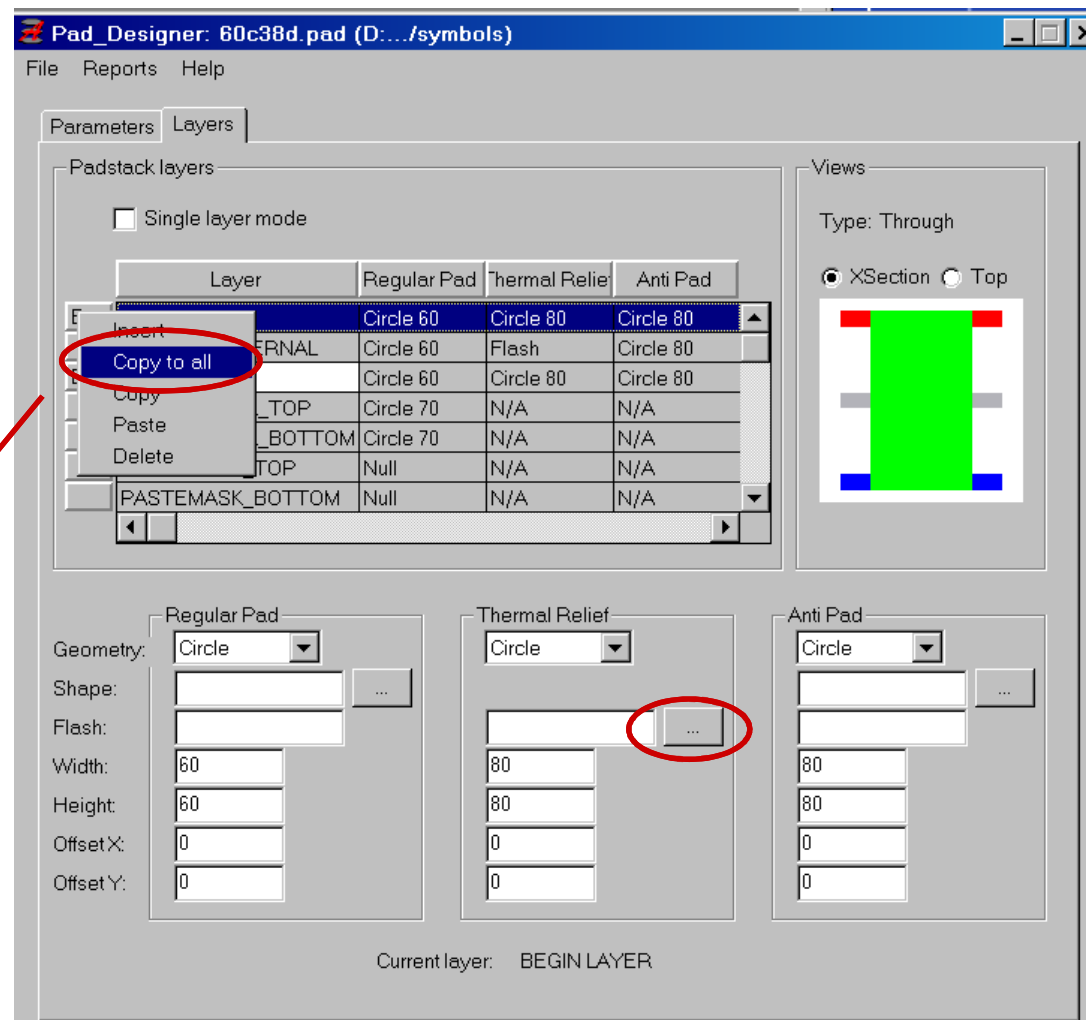 Pad_Designer: 60c38d.pad (D:.../symbols)
File Reports Help
Parameters Layers
Padstack layers
Views
Single layer mode
Type: Through
XSection Top
Layer Regular Pad Thermal Relief Anti Pad
Circle 60 Circle 80 Circle 80
ERNAL Circle 60 Flash Circle 80
Circle 60 Circle 80 Circle 80
_TOP Circle 70 N/A N/A
_BOTTOM Circle 70 N/A N/A
_TOP Null N/A N/A
PASTEMASK_BOTTOM Null N/A N/A
Insert
Copy to all
Copy
Paste
Delete
Regular Pad Thermal Relief Anti Pad
Geometry: Circle Circle Circle
Shape: ... ...
Flash: ...
Width: 60 80 80
Height: 60 80 80
Offset X: 0 0 0
Offset Y: 0 0 0
Current layer: BEGIN LAYER